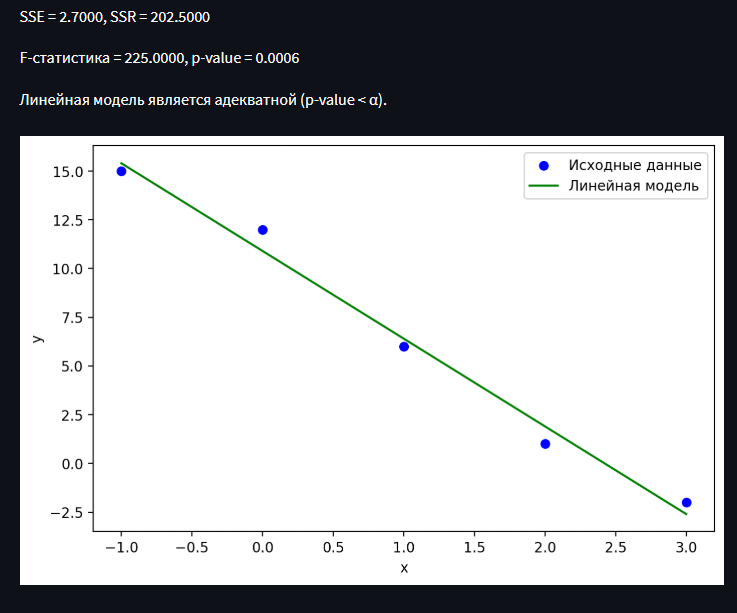 SSE = 2.7000, SSR = 202.5000
F-статистика = 225.0000, p-value = 0.0006
Линейная модель является адекватной (p-value < α).
Исходные данные
Линейная модель
15.0
12.5
10.0
7.5
5.0
2.5
0.0
−2.5
y
−1.0 −0.5 0.0 0.5 1.0 1.5 2.0 2.5 3.0
x